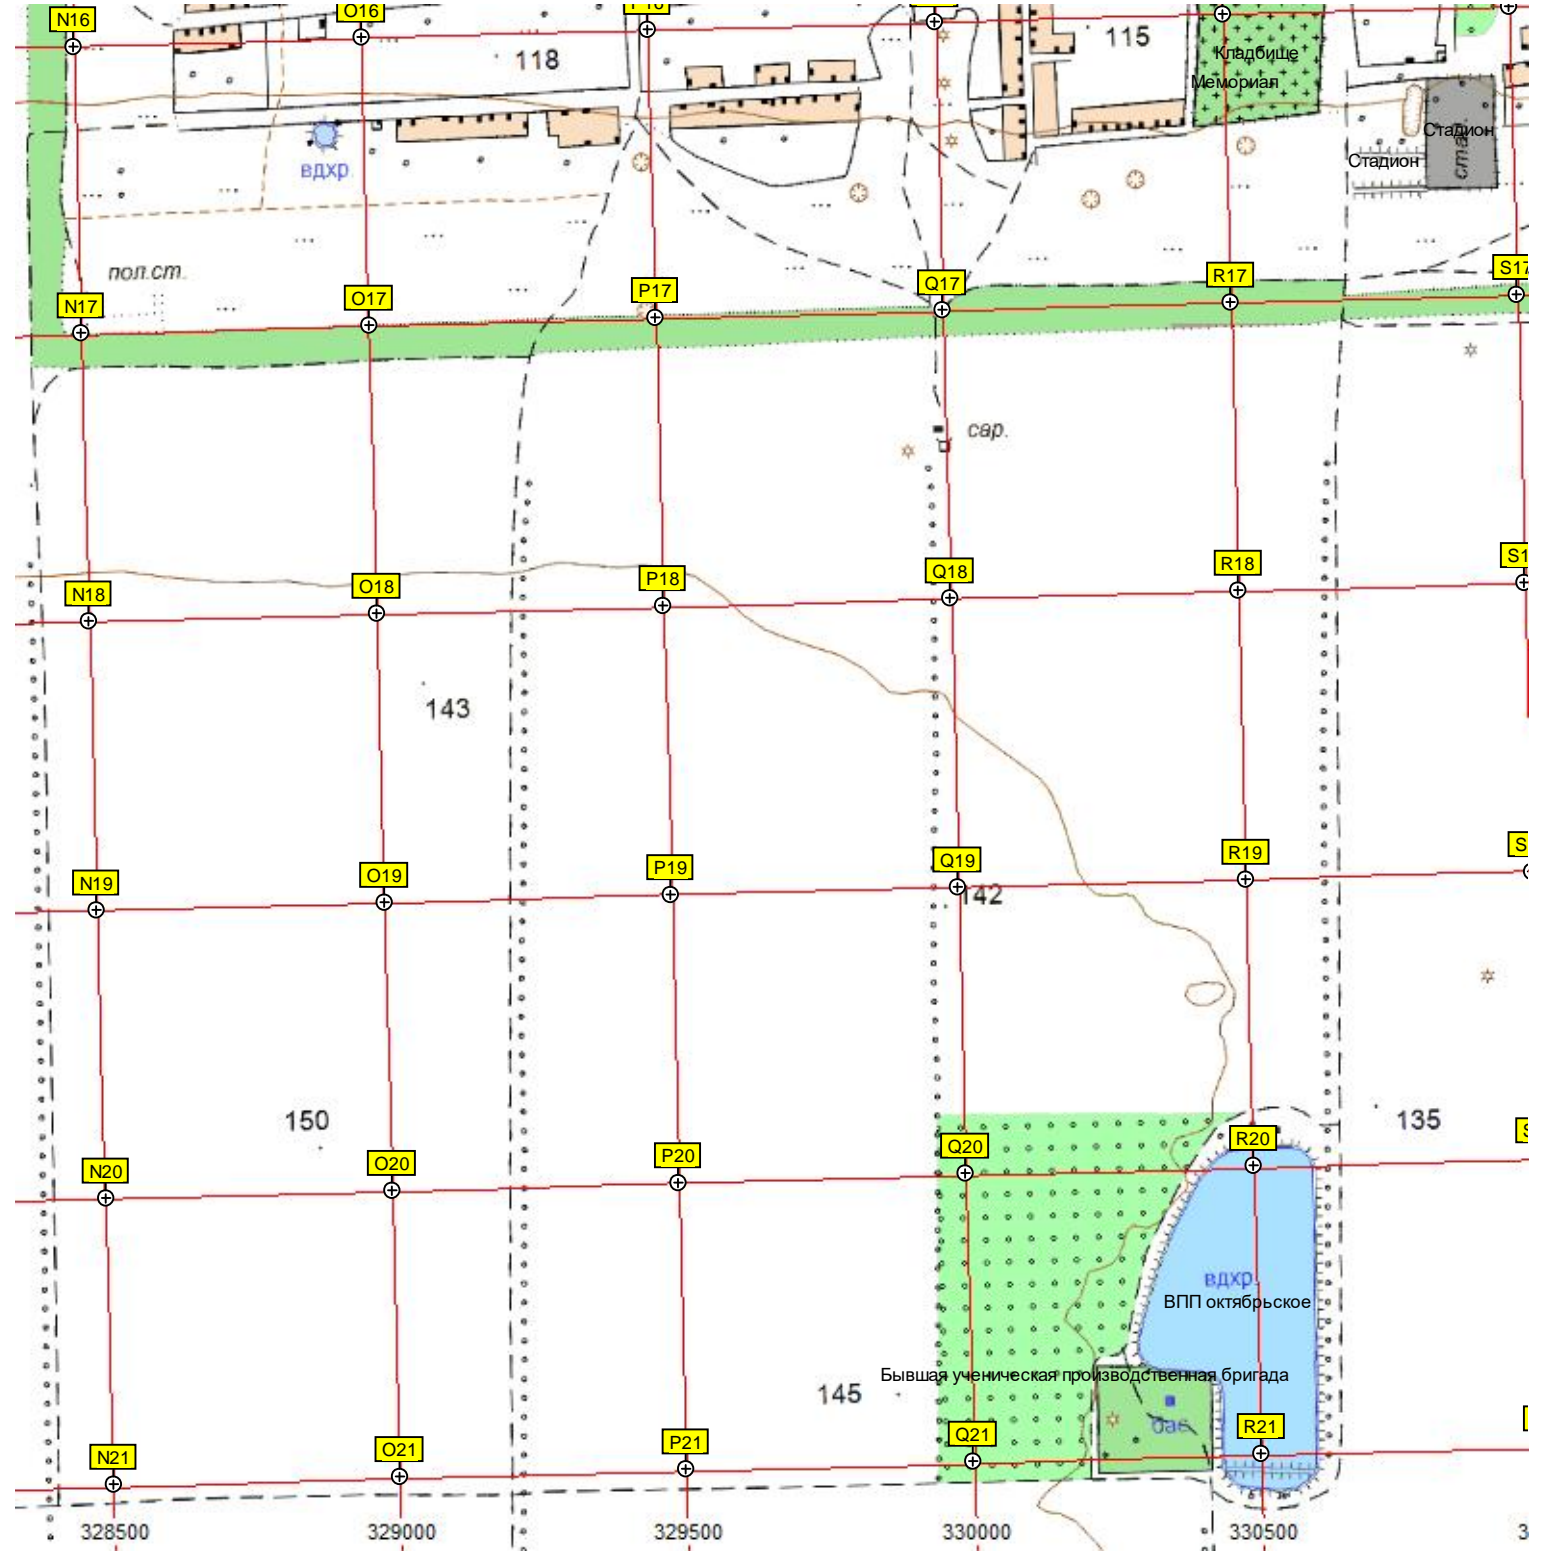 N16
O16
118
115
Кладбище
Мемориал
Стадион
Стадион
стад.
вдхр.
пол.ст.
N17
O17
P17
Q17
R17
S17
сар.
N18
O18
P18
Q18
R18
143
N19
O19
P19
Q19
R19
142
150
135
N20
O20
P20
Q20
R20
вдхр.
ВПП октябрьское
Бывшая ученическая производственная бригада
145
бас.
N21
O21
P21
Q21
R21
328500
329000
329500
330000
330500